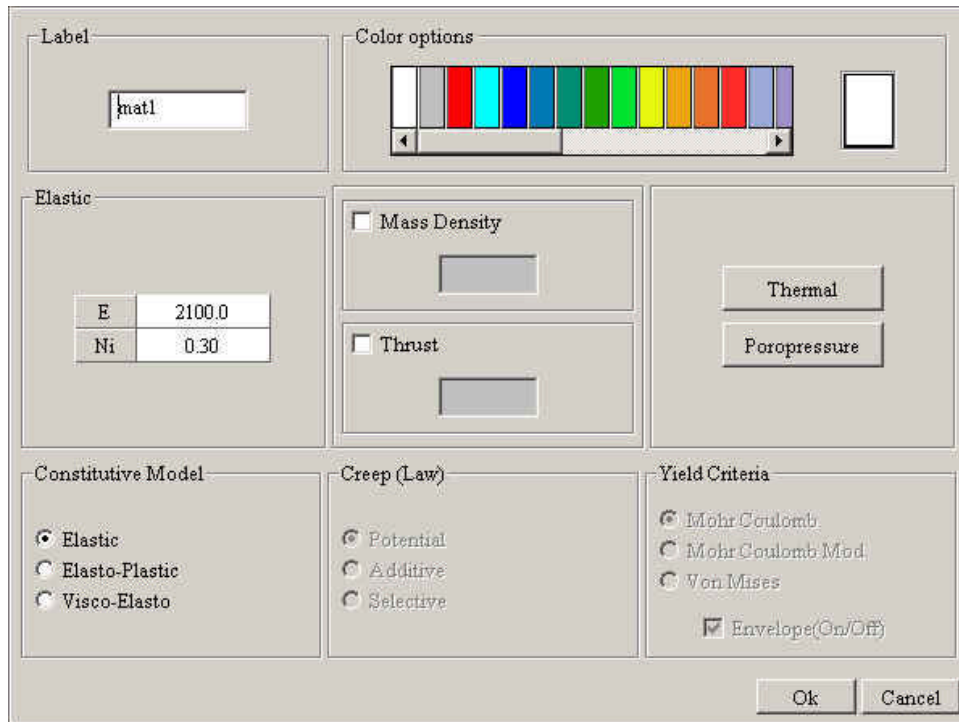 Label
mat1
Color options
Elastic
E 2100.0
Ni 0.30
Mass Density
Thrust
Thermal
Poropressure
Constitutive Model
Elastic
Elasto-Plastic
Visco-Elasto
Creep (Law)
Potential
Additive
Selective
Yield Criteria
Mohr Coulomb
Mohr Coulomb Mod.
Von Mises
Envelope(On/Off)
Ok
Cancel